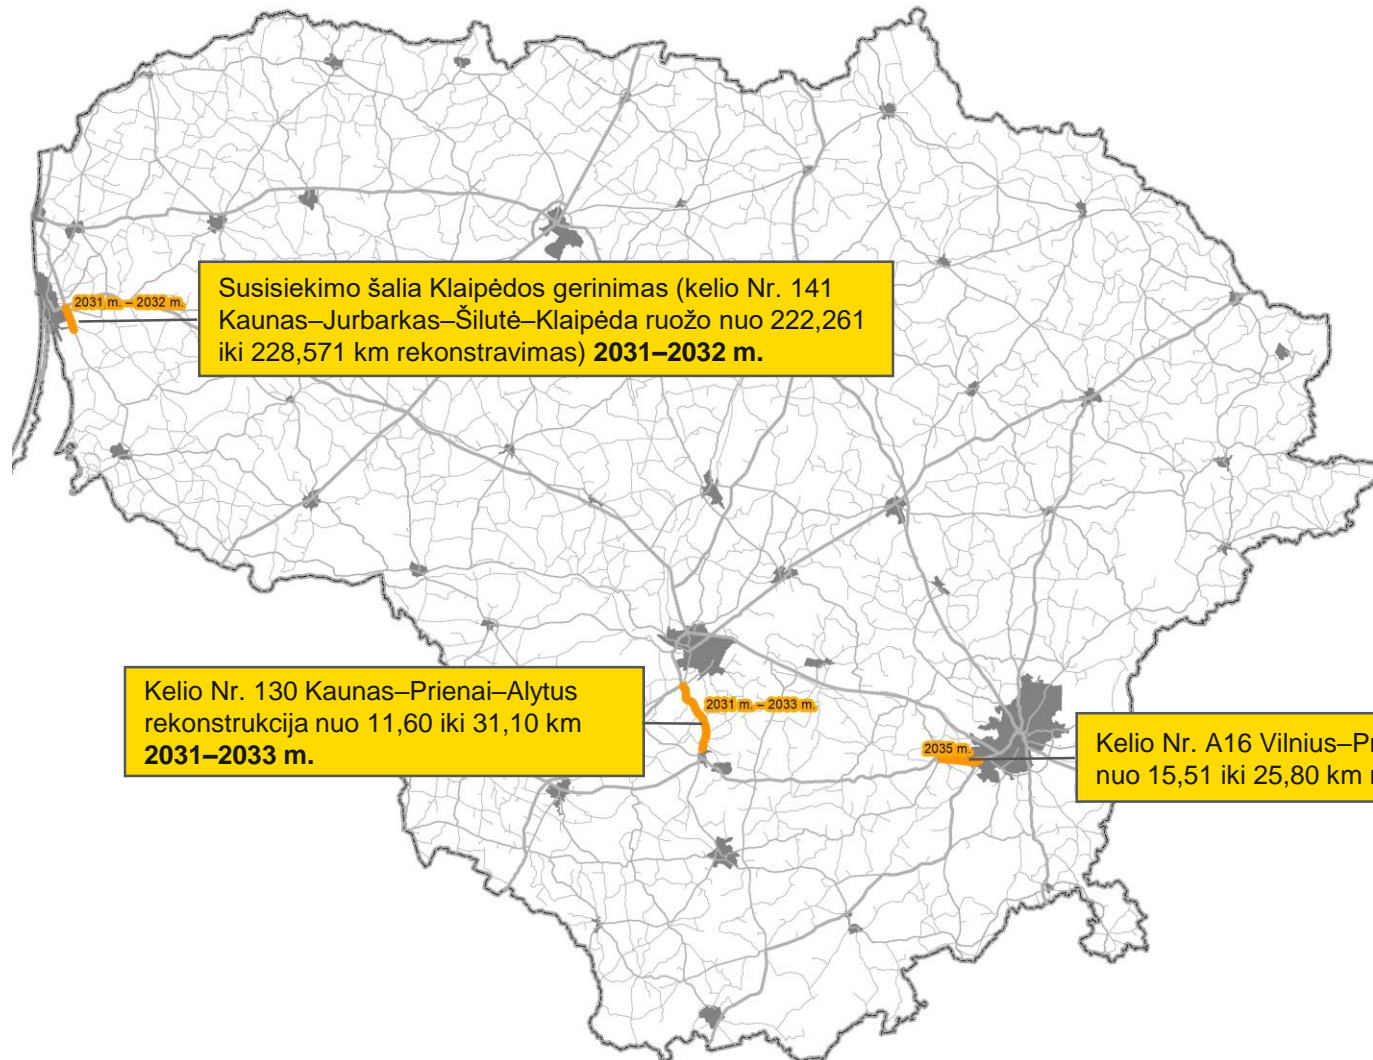 2031 m. – 2032 m.
Susisiekimo šalia Klaipėdos gerinimas (kelio Nr. 141
Kaunas–Jurbarkas–Šilutė–Klaipėda ruožo nuo 222,261
iki 228,571 km rekonstravimas) 2031–2032 m.
Kelio Nr. 130 Kaunas–Prienai–Alytus
rekonstrukcija nuo 11,60 iki 31,10 km
2031–2033 m.
2031 m. – 2033 m.
2035 m.
Kelio Nr. A16 Vilnius–
nuo 15,51 iki 25,80 km